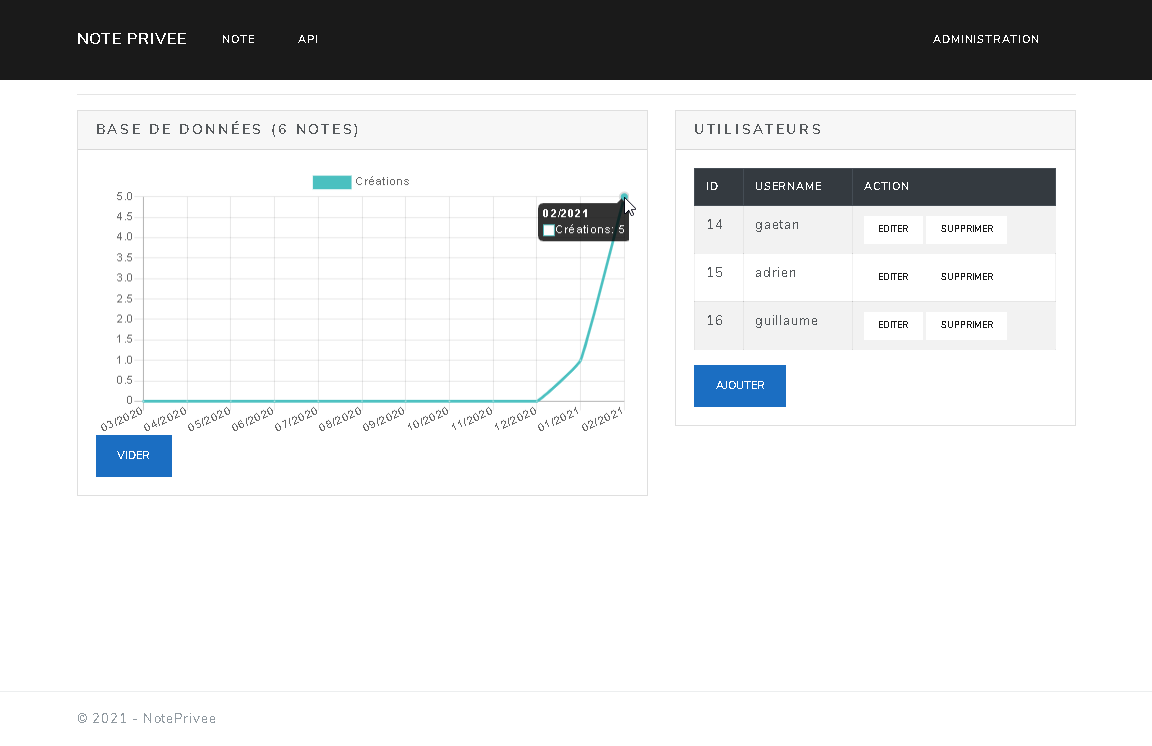 NOTE PRIVEE NOTE API ADMINISTRATION
BASE DE DONNÉES (6 NOTES)
Créations
5.0
4.5
4.0
3.5
3.0
2.5
2.0
1.5
1.0
0.5
0
02/2021
Créations: 5
03/2020 04/2020 05/2020 06/2020 07/2020 08/2020 09/2020 10/2020 11/2020 12/2020 01/2021 02/2021
VIDER
UTILISATEURS
ID USERNAME ACTION
14 gaetan EDITER SUPPRIMER
15 adrien EDITER SUPPRIMER
16 guillaume EDITER SUPPRIMER
AJOUTER
© 2021 - NotePrivee